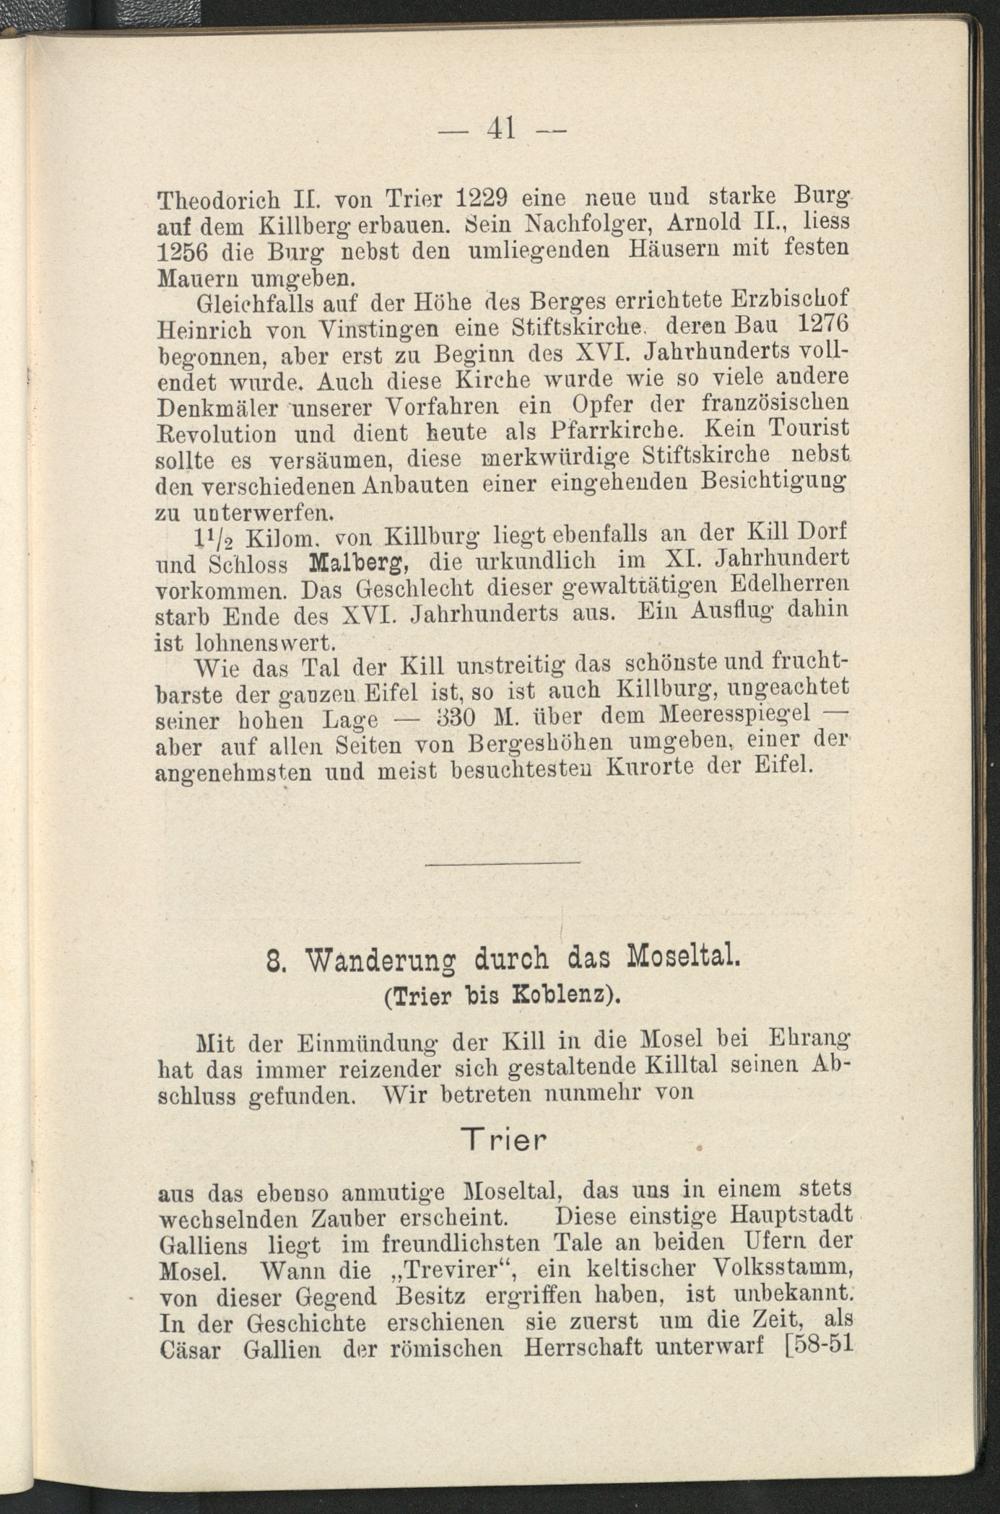 — 41 —
Theodorich II. von Trier 1229 eine neue und starke Burg
auf dem Killberg erbauen. Sein Nachfolger, Arnold II., liess
1256 die Burg nebst den umliegenden Häusern mit festen
Mauern umgeben.
Gleichfalls auf der Höhe des Berges errichtete Erzbischof
Heinrich von Vinstingen eine Stiftskirche, deren Bau 1276
begonnen, aber erst zu Beginn des XVI. Jahrhunderts voll-
endet wurde. Auch diese Kirche wurde wie so viele andere
Denkmäler unserer Vorfahren ein Opfer der französischen
Revolution und dient heute als Pfarrkirche. Kein Tourist
sollte es versäumen, diese merkwürdige Stiftskirche nebst
den verschiedenen Anbauten einer eingehenden Besichtigung
zu unterwerfen.
1½ Kilom. von Killburg liegt ebenfalls an der Kill Dorf
und Schloss Malberg, die urkundlich im XI. Jahrhundert
vorkommen. Das Geschlecht dieser gewalttätigen Edelherren
starb Ende des XVI. Jahrhunderts aus. Ein Ausflug dahin
ist lohnenswert.
Wie das Tal der Kill unstreitig das schönste und frucht-
barste der ganzen Eifel ist, so ist auch Killburg, ungeachtet
seiner hohen Lage — 330 M. über dem Meeresspiegel —
aber auf allen Seiten von Bergeshöhen umgeben, einer der
angenehmsten und meist besuchtesten Kurorte der Eifel.
8. Wanderung durch das Moseltal.
(Trier bis Koblenz).
Mit der Einmündung der Kill in die Mosel bei Ehrang
hat das immer reizender sich gestaltende Killtal seinen Ab-
schluss gefunden. Wir betreten nunmehr von
Trier
aus das ebenso anmutige Moseltal, das uns in einem stets
wechselnden Zauber erscheint. Diese einstige Hauptstadt
Galliens liegt im freundlichsten Tale an beiden Ufern der
Mosel. Wann die „Trevirer“, ein keltischer Volksstamm,
von dieser Gegend Besitz ergriffen haben, ist unbekannt.
In der Geschichte erschienen sie zuerst um die Zeit, als
Cäsar Gallien der römischen Herrschaft unterwarf [58-51